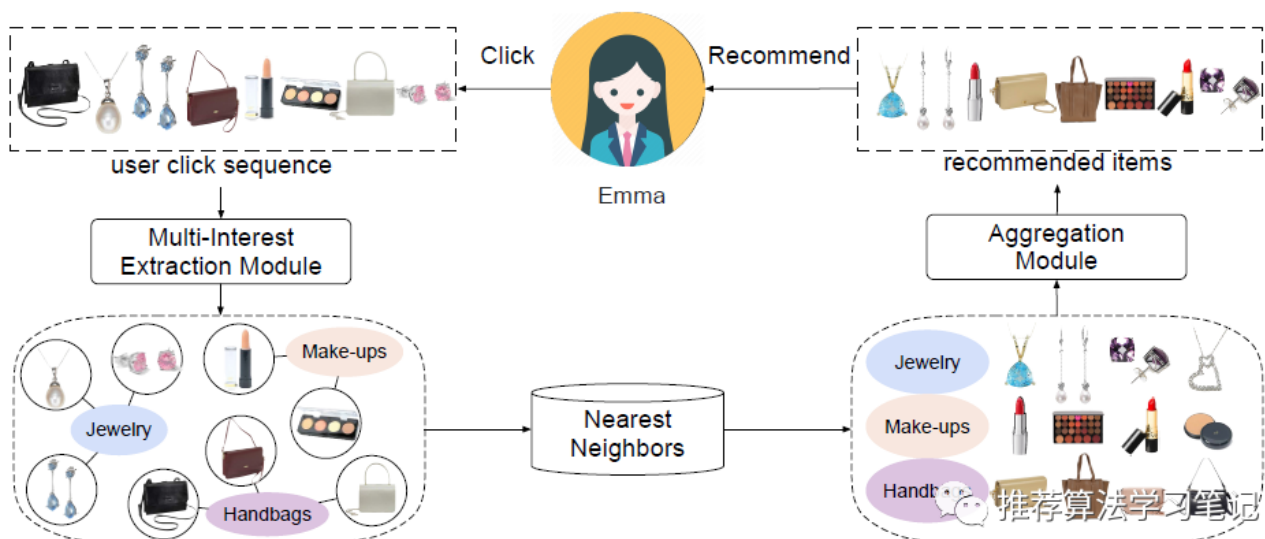 Click
Recommend
user click sequence
Emma
recommended items
Multi-Interest
Extraction Module
Aggregation
Module
Make-ups
Jewelry
Handbags
Nearest
Neighbors
Jewelry
Make-ups
推荐算法学习笔记